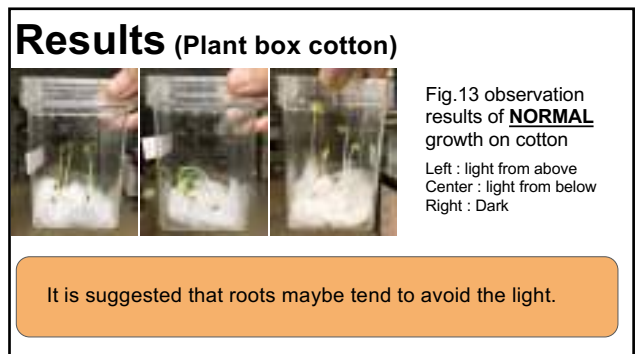 Results (Plant box cotton)
Fig.13 observation
results of NORMAL
growth on cotton
Left : light from above
Center : light from below
Right : Dark
It is suggested that roots maybe tend to avoid the light.